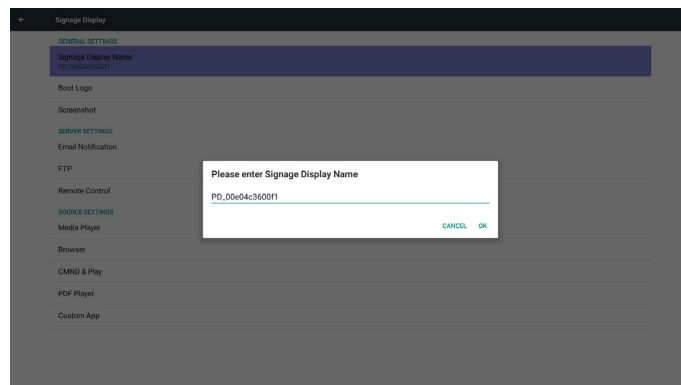 Signage Display
GENERAL SETTINGS
Signage Display Name
PD_00e04c3600f1
Boot Logo
Screenshot
SERVER SETTINGS
Email Notification
FTP
Remote Control
SOURCE SETTINGS
Media Player
Browser
CMND & Play
PDF Player
Custom App
Please enter Signage Display Name
PD_00e04c3600f1
CANCEL OK